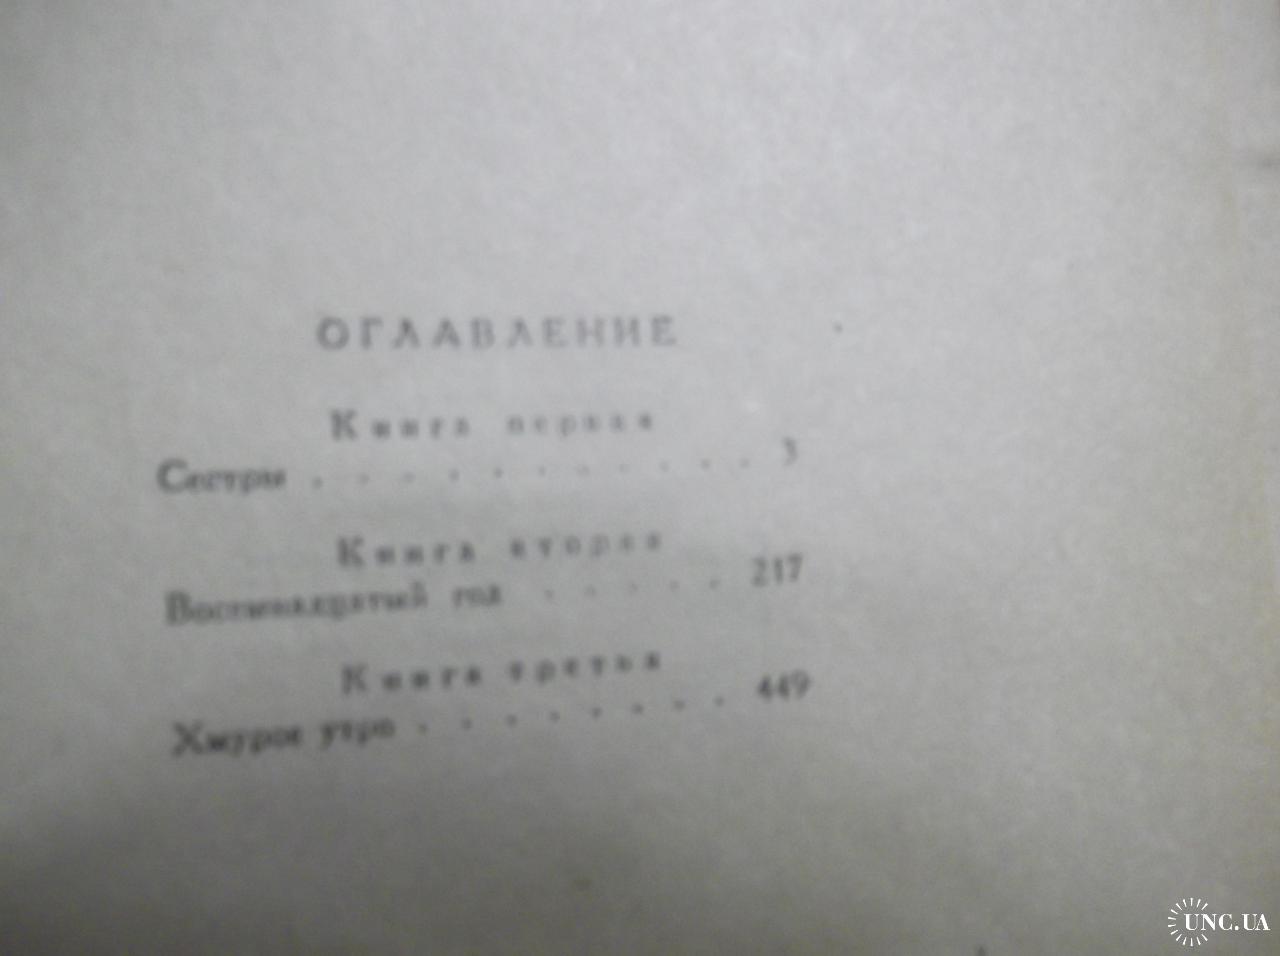 ОГЛАВЛЕНИЕ
Книга первая
Сестры . . . . . . . . . . . 3
Книга вторая
Восемнадцатый год . . . . . 217
Книга третья
Хмурое утро . . . . . . . . 449
UNC.UA